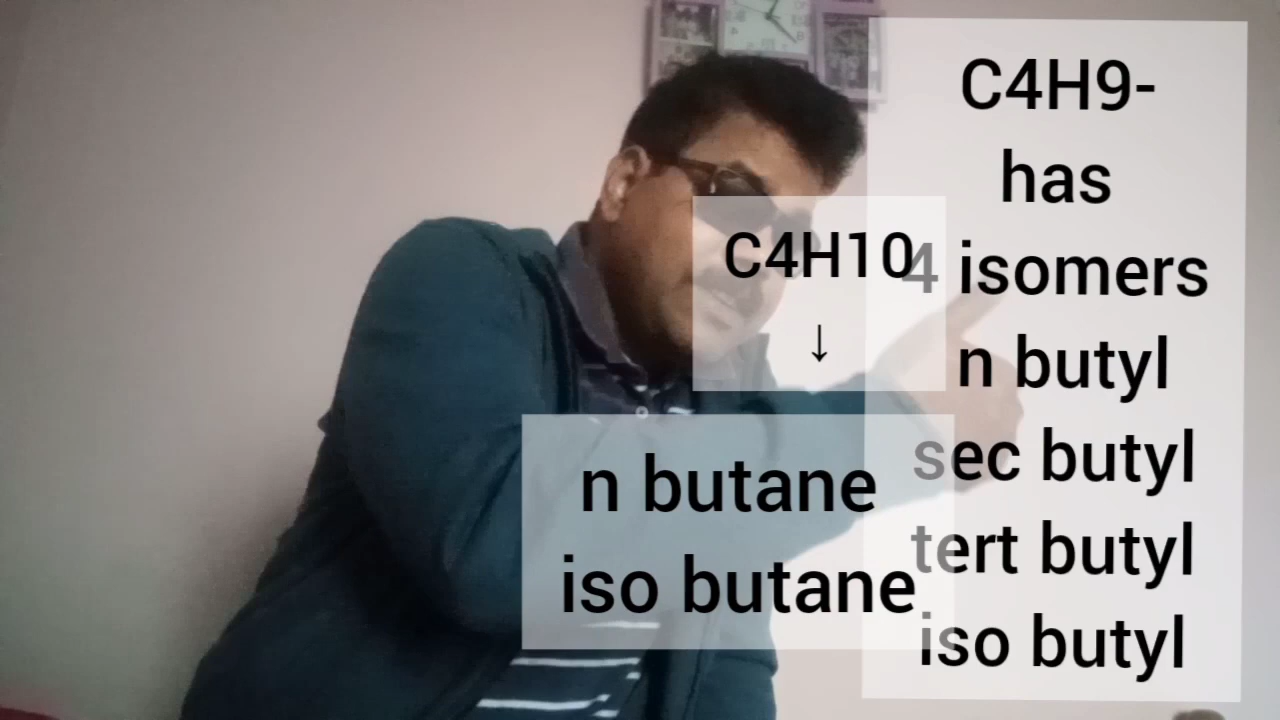 C4H10
↓
n butane
iso butane
C4H9-
has
4 isomers
n butyl
sec butyl
tert butyl
iso butyl